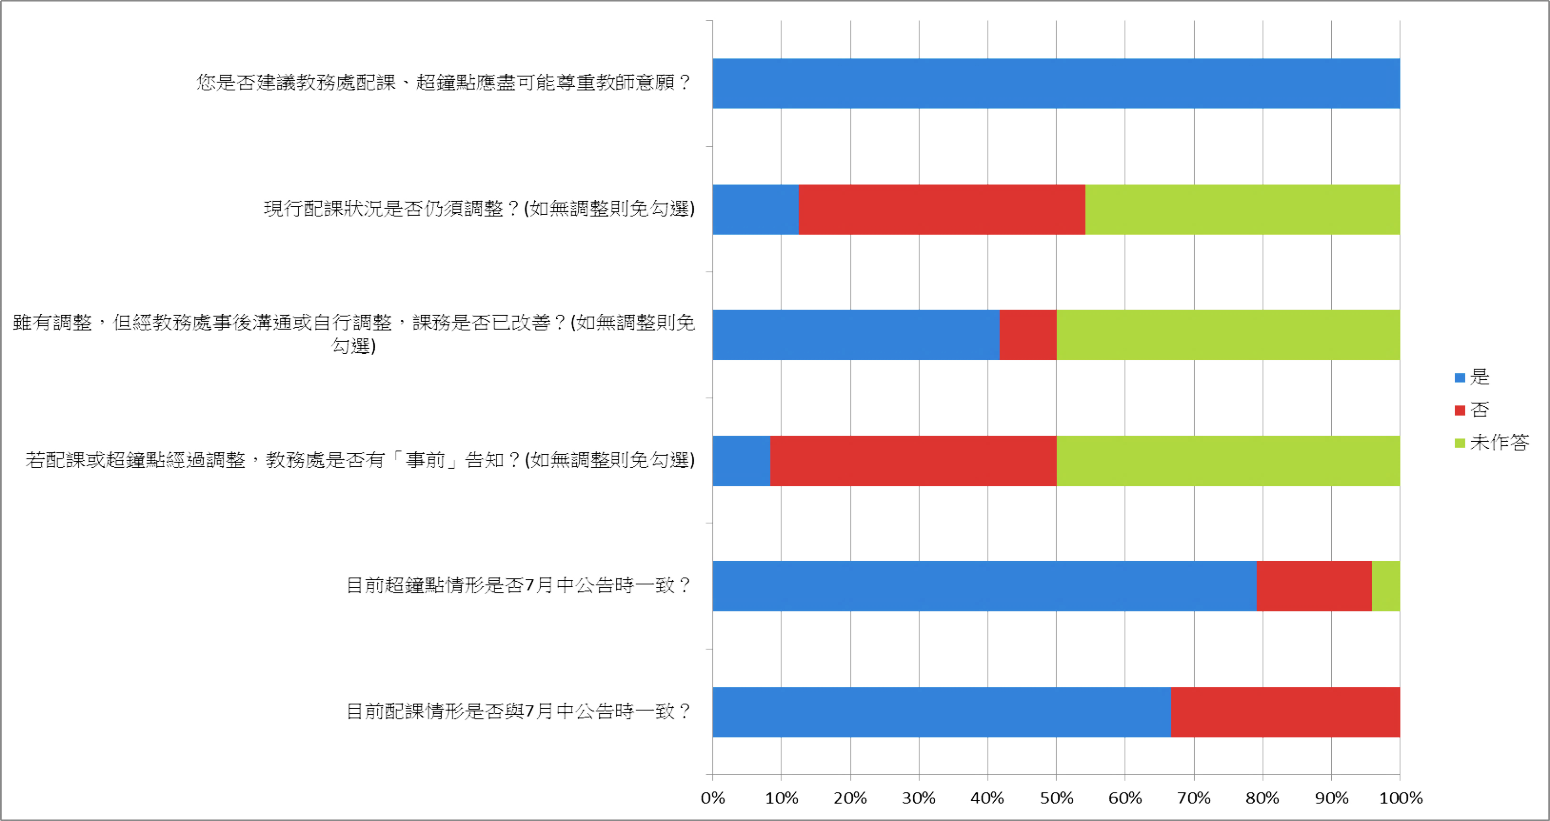 您是否建議教務處配課、超鐘點應盡可能尊重教師意願？
現行配課狀況是否仍須調整？(如無調整則免勾選)
雖有調整，但經教務處事後溝通或自行調整，課務是否已改善？(如無調整則免
勾選)
若配課或超鐘點經過調整，教務處是否有「事前」告知？(如無調整則免勾選)
目前超鐘點情形是否7月中公告時一致？
目前配課情形是否與7月中公告時一致？
是
否
未作答
0% 10% 20% 30% 40% 50% 60% 70% 80% 90% 100%